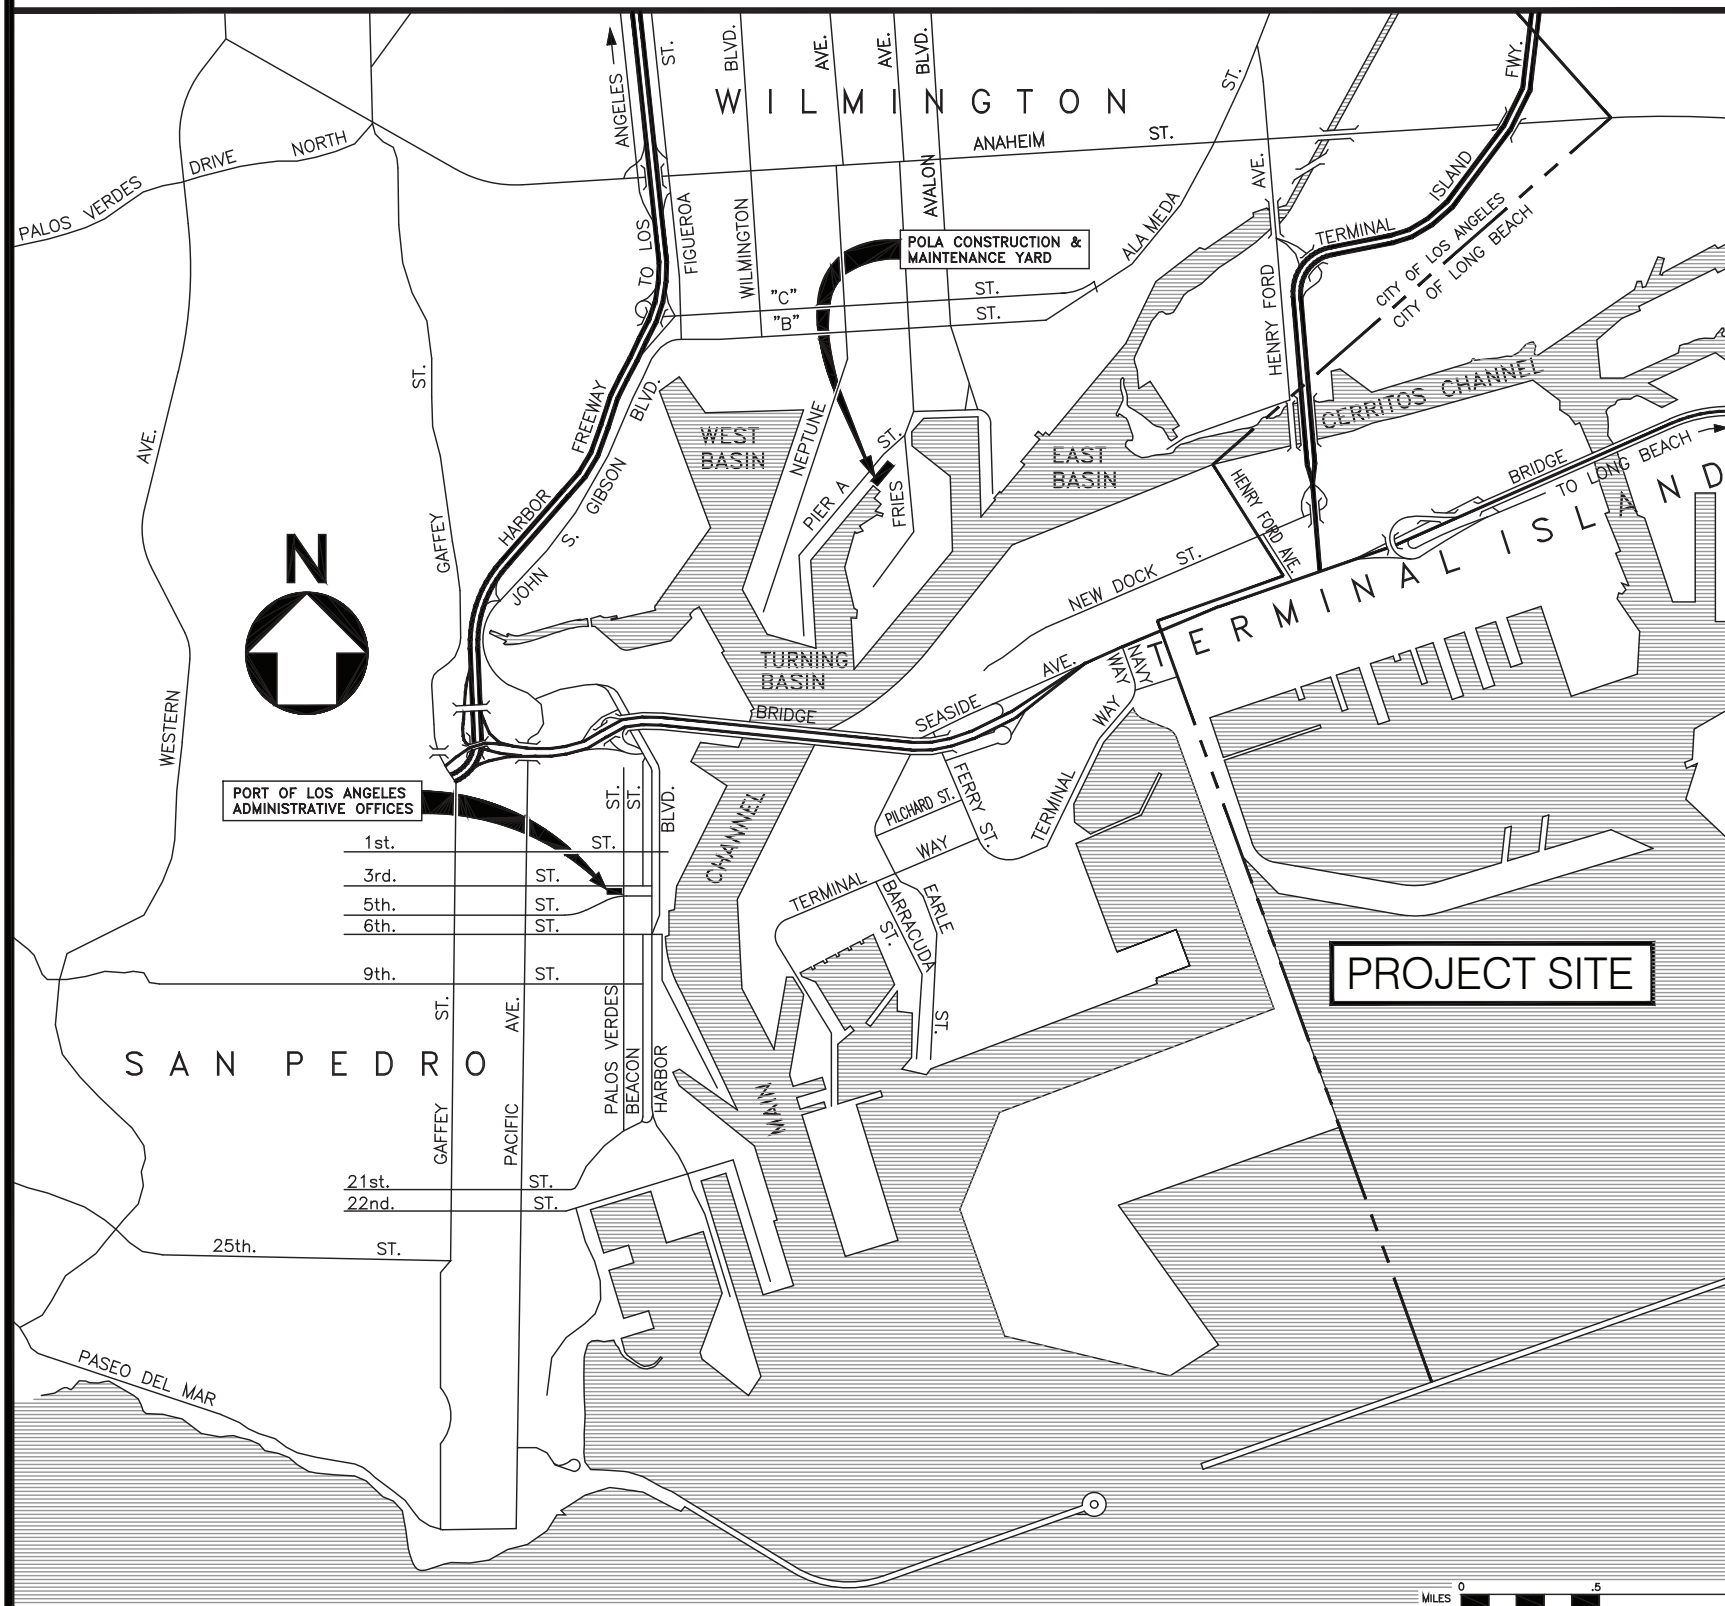 ANGELES
ST.
BLVD.
AVE.
AVE.
BLVD.
ST.
FWY.
WILMINGTON
ANAHEIM ST.
PALOS VERDES DRIVE NORTH
TO LOS
FIGUEROA
WILMINGTON
AVALON
ALAMEDA
AVE.
HENRY FORD
TERMINAL ISLAND
CITY OF LOS ANGELES
CITY OF LONG BEACH
POLA CONSTRUCTION &
MAINTENANCE YARD
"C" ST.
"B" ST.
ST.
GAFFEY
AVE.
WESTERN
HARBOR FREEWAY
JOHN S. GIBSON BLVD.
WEST
BASIN
NEPTUNE
PIER A ST.
FRIES
EAST
BASIN
CERRITOS CHANNEL
HENRY FORD AVE.
BRIDGE
TO LONG BEACH
TERMINAL ISLAND
NEW DOCK ST.
N
TURNING
BASIN
BRIDGE
SEASIDE AVE.
NAVY
WAY
TERMINAL WAY
FERRY ST.
PILCHARD ST.
TERMINAL WAY
BARRACUDA
ST.
EARLE
ST.
PORT OF LOS ANGELES
ADMINISTRATIVE OFFICES
ST.
ST.
BLVD.
CHANNEL
MAIN
1st. ST.
3rd. ST.
5th. ST.
6th. ST.
9th. ST.
ST.
AVE.
PROJECT SITE
SAN PEDRO
GAFFEY
PACIFIC
PALOS VERDES
BEACON
HARBOR
21st. ST.
22nd. ST.
25th. ST.
PASEO DEL MAR
MILES 0 .5